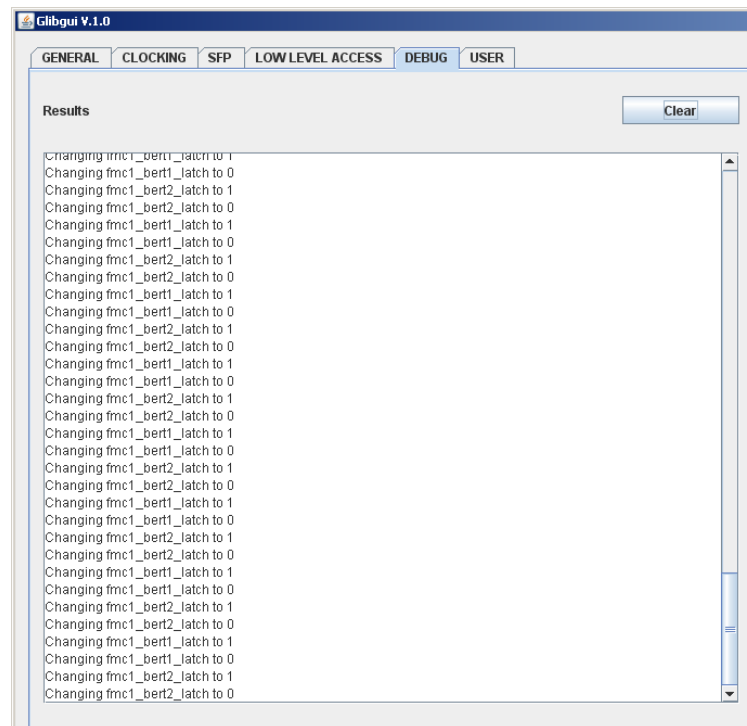 Glibgui V.1.0
GENERAL CLOCKING SFP LOW LEVEL ACCESS DEBUG USER
Results Clear
Changing fmc1_bert1_latch to 1
Changing fmc1_bert1_latch to 0
Changing fmc1_bert2_latch to 1
Changing fmc1_bert2_latch to 0
Changing fmc1_bert1_latch to 1
Changing fmc1_bert1_latch to 0
Changing fmc1_bert2_latch to 1
Changing fmc1_bert2_latch to 0
Changing fmc1_bert1_latch to 1
Changing fmc1_bert1_latch to 0
Changing fmc1_bert2_latch to 1
Changing fmc1_bert2_latch to 0
Changing fmc1_bert1_latch to 1
Changing fmc1_bert1_latch to 0
Changing fmc1_bert2_latch to 1
Changing fmc1_bert2_latch to 0
Changing fmc1_bert1_latch to 1
Changing fmc1_bert1_latch to 0
Changing fmc1_bert2_latch to 1
Changing fmc1_bert2_latch to 0
Changing fmc1_bert1_latch to 1
Changing fmc1_bert1_latch to 0
Changing fmc1_bert2_latch to 1
Changing fmc1_bert2_latch to 0
Changing fmc1_bert1_latch to 1
Changing fmc1_bert1_latch to 0
Changing fmc1_bert2_latch to 1
Changing fmc1_bert2_latch to 0
Changing fmc1_bert1_latch to 1
Changing fmc1_bert1_latch to 0
Changing fmc1_bert2_latch to 1
Changing fmc1_bert2_latch to 0